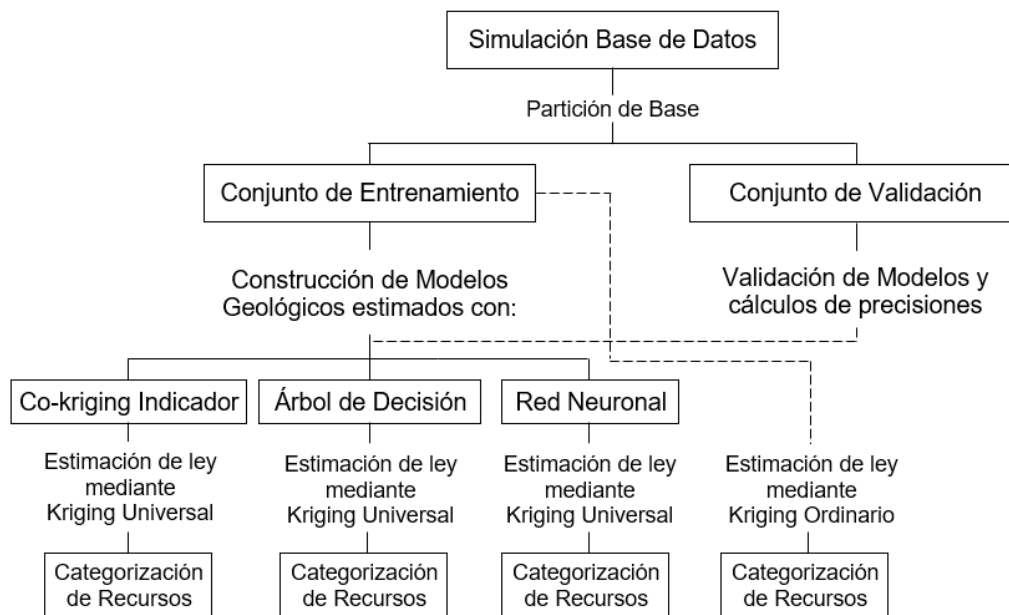 Simulación Base de Datos
Partición de Base
Conjunto de Entrenamiento
Conjunto de Validación
Construcción de Modelos
Geológicos estimados con:
Validación de Modelos y
cálculos de precisiones
Co-kriging Indicador
Árbol de Decisión
Red Neuronal
Estimación de ley
mediante
Kriging Universal
Estimación de ley
mediante
Kriging Universal
Estimación de ley
mediante
Kriging Universal
Estimación de ley
mediante
Kriging Ordinario
Categorización
de Recursos
Categorización
de Recursos
Categorización
de Recursos
Categorización
de Recursos